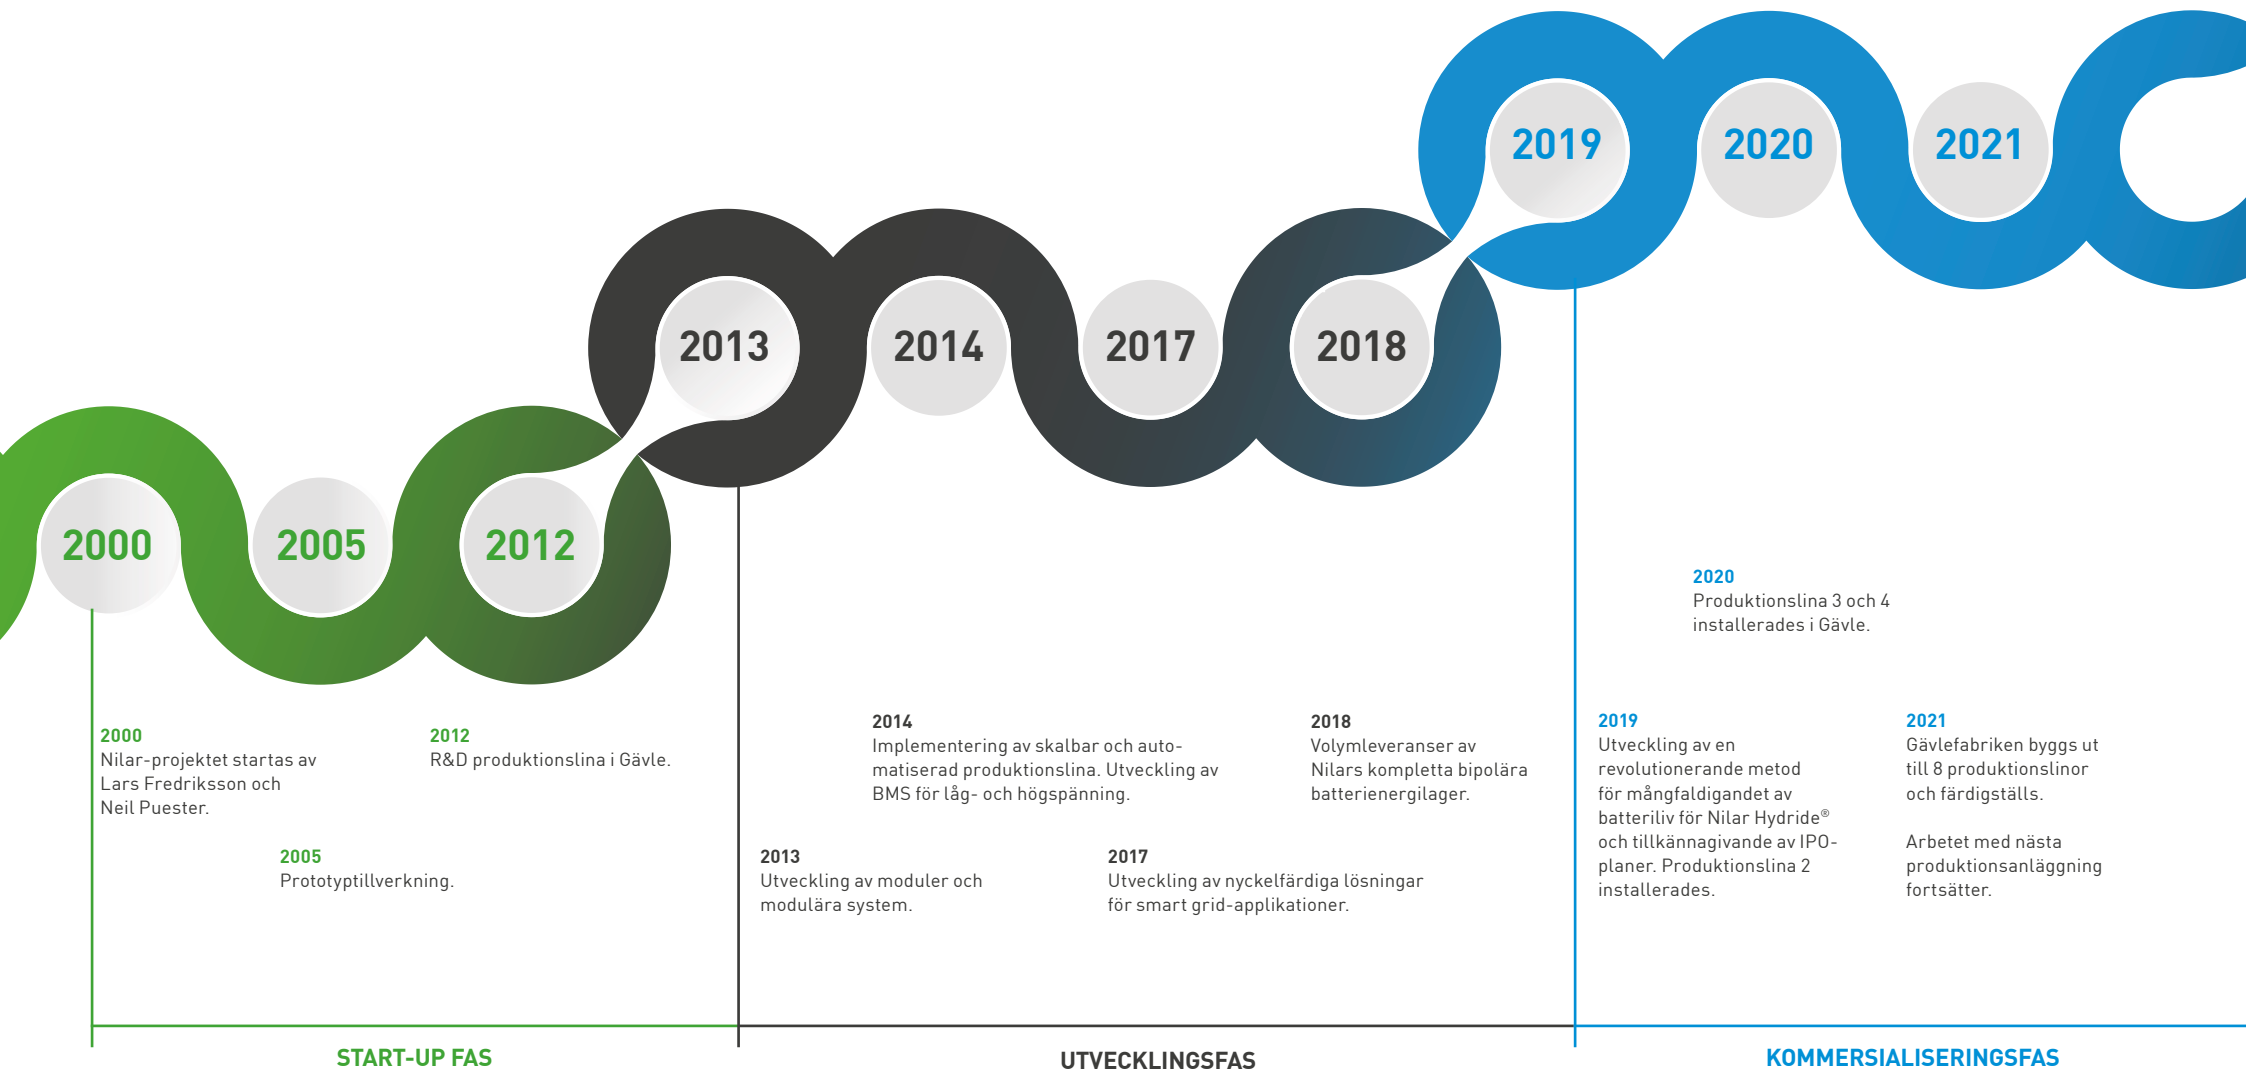 2000
2005
2012
2013
2014
2017
2018
2019
2020
2021
2000
Nilar-projektet startas av
Lars Fredriksson och
Neil Puester.
2005
Prototyptillverkning.
2012
R&D produktionslina i Gävle.
2013
Utveckling av moduler och
modulära system.
2014
Implementering av skalbar och auto-
matiserad produktionslina. Utveckling av
BMS för låg- och högspänning.
2017
Utveckling av nyckelfärdiga lösningar
för smart grid-applikationer.
2018
Volymleveranser av
Nilars kompletta bipolära
batterienergilager.
2019
Utveckling av en
revolutionerande metod
för mångfaldigandet av
batteriliv för Nilar Hydride®
och tillkännagivande av IPO-
planer. Produktionslina 2
installerades.
2020
Produktionslina 3 och 4
installerades i Gävle.
2021
Gävlefabriken byggs ut
till 8 produktionslinor
och färdigställs.
Arbetet med nästa
produktionsanläggning
fortsätter.
START-UP FAS
UTVECKLINGSFAS
KOMMERSIALISERINGSFAS